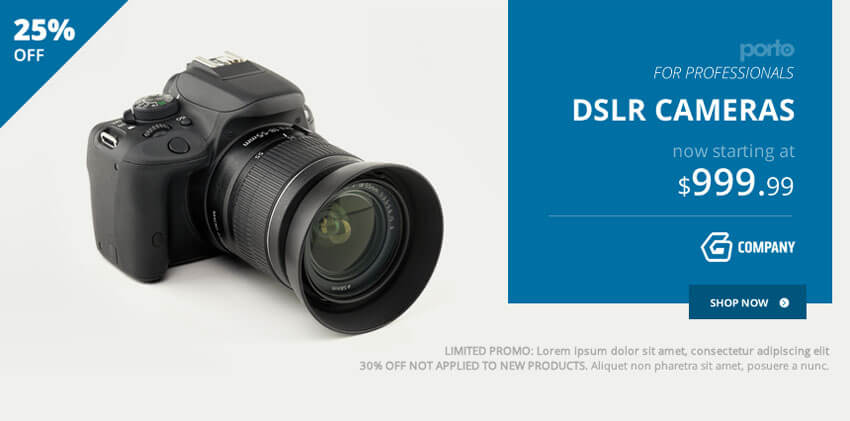 25%
OFF
porto
FOR PROFESSIONALS
DSLR CAMERAS
now starting at
$999.99
G COMPANY
SHOP NOW
LIMITED PROMO: Lorem ipsum dolor sit amet, consectetur adipiscing elit
30% OFF NOT APPLIED TO NEW PRODUCTS. Aliquet non pharetra sit amet, posuere a nunc.